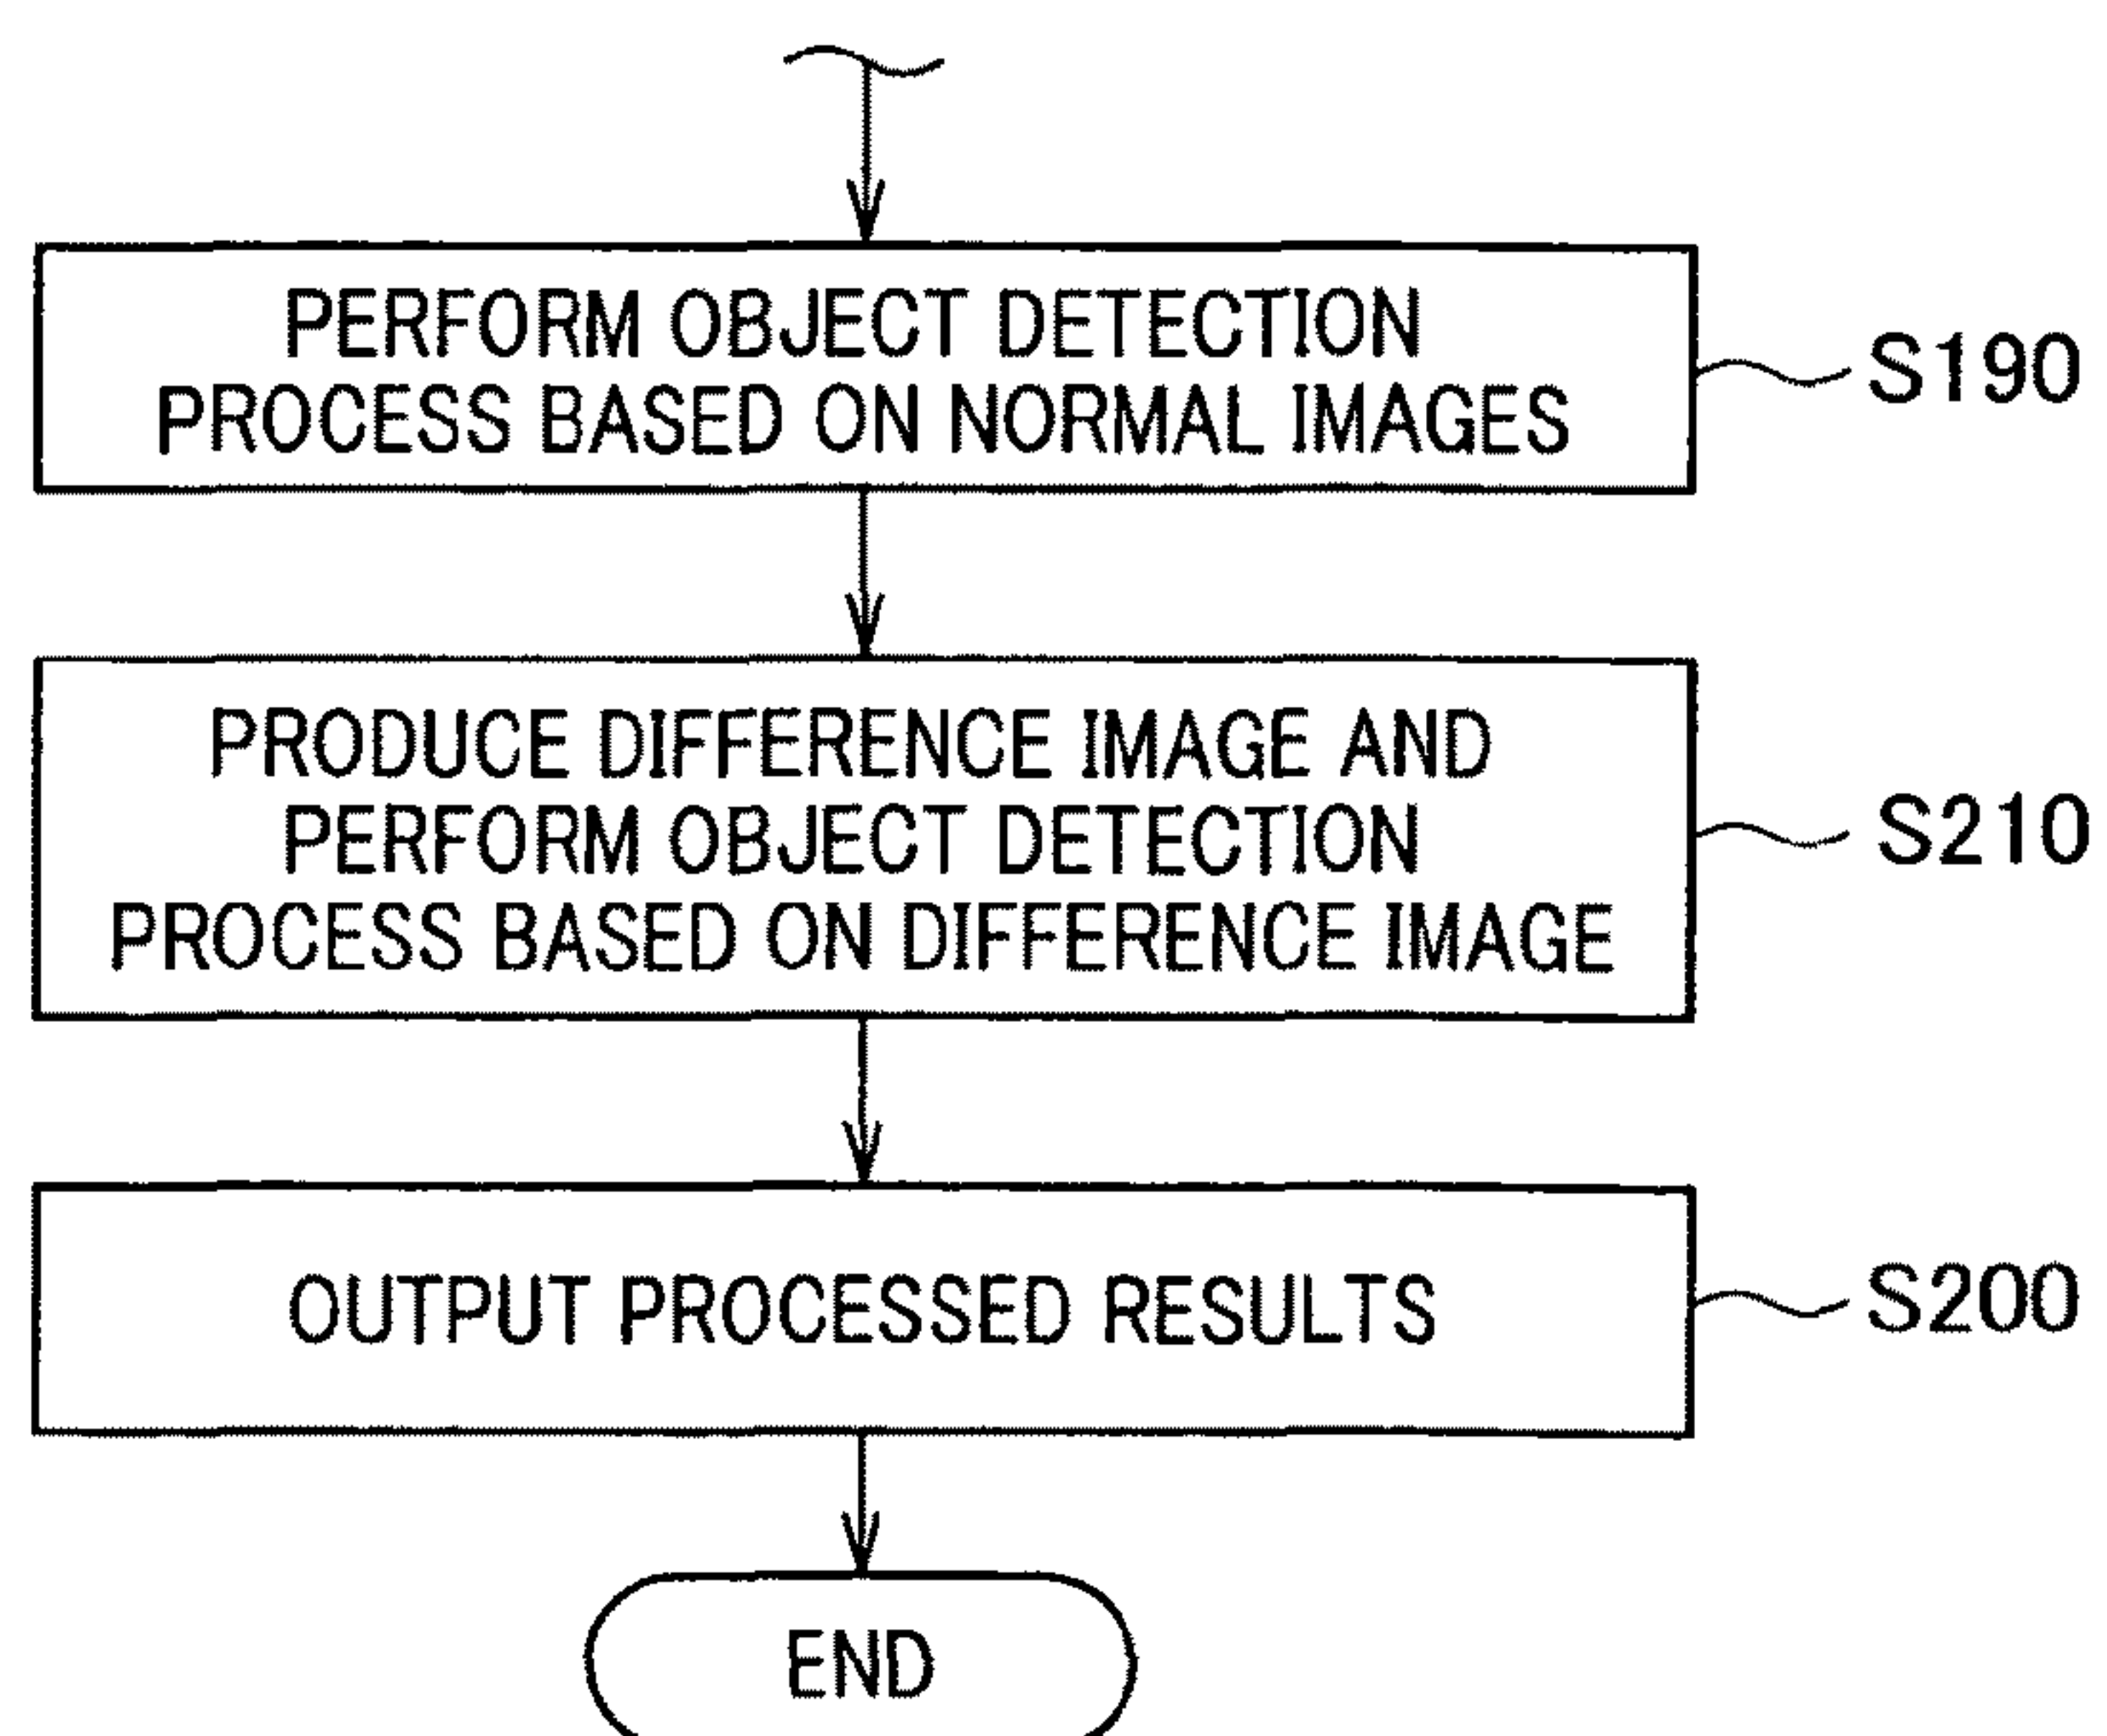 PERFORM OBJECT DETECTION
PROCESS BASED ON NORMAL IMAGES
S190
PRODUCE DIFFERENCE IMAGE AND
PERFORM OBJECT DETECTION
PROCESS BASED ON DIFFERENCE IMAGE
S210
OUTPUT PROCESSED RESULTS
S200
END